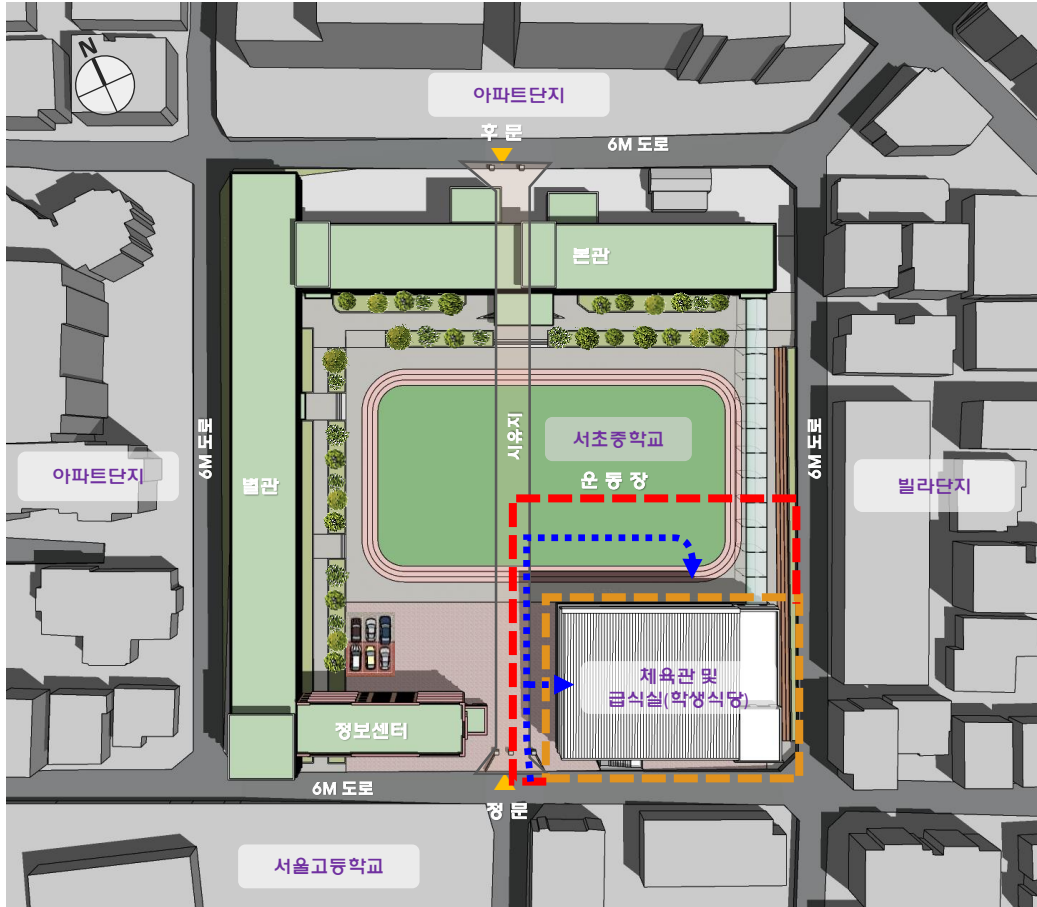 N
아파트단지
후 문
6M 도로
본관
시유지
서초중학교
운 동 장
6M 도로
아파트단지
별관
6M 도로
빌라단지
체육관 및
급식실(학생식당)
정보센터
6M 도로
정 문
서울고등학교